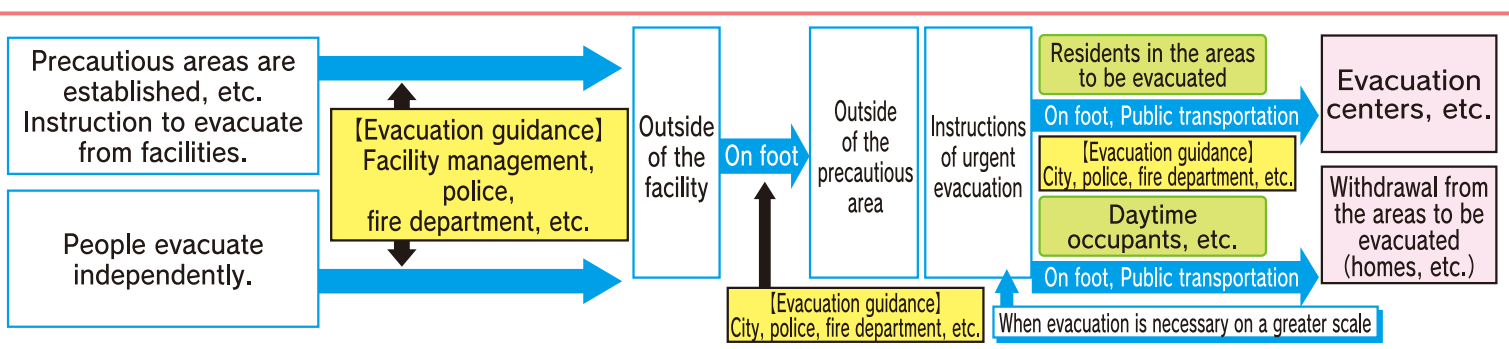 Precautious areas are
established, etc.
Instruction to evacuate
from facilities.
People evacuate
independently.
【Evacuation guidance】
Facility management,
police,
fire department, etc.
Outside
of the
facility
On foot
【Evacuation guidance】
City, police, fire department, etc.
Outside
of the
precautious
area
Instructions
of urgent
evacuation
When evacuation is necessary on a greater scale
Residents in the areas
to be evacuated
On foot, Public transportation
【Evacuation guidance】
City, police, fire department, etc.
Evacuation
centers, etc.
Daytime
occupants, etc.
On foot, Public transportation
Withdrawal from
the areas to be
evacuated
(homes, etc.)